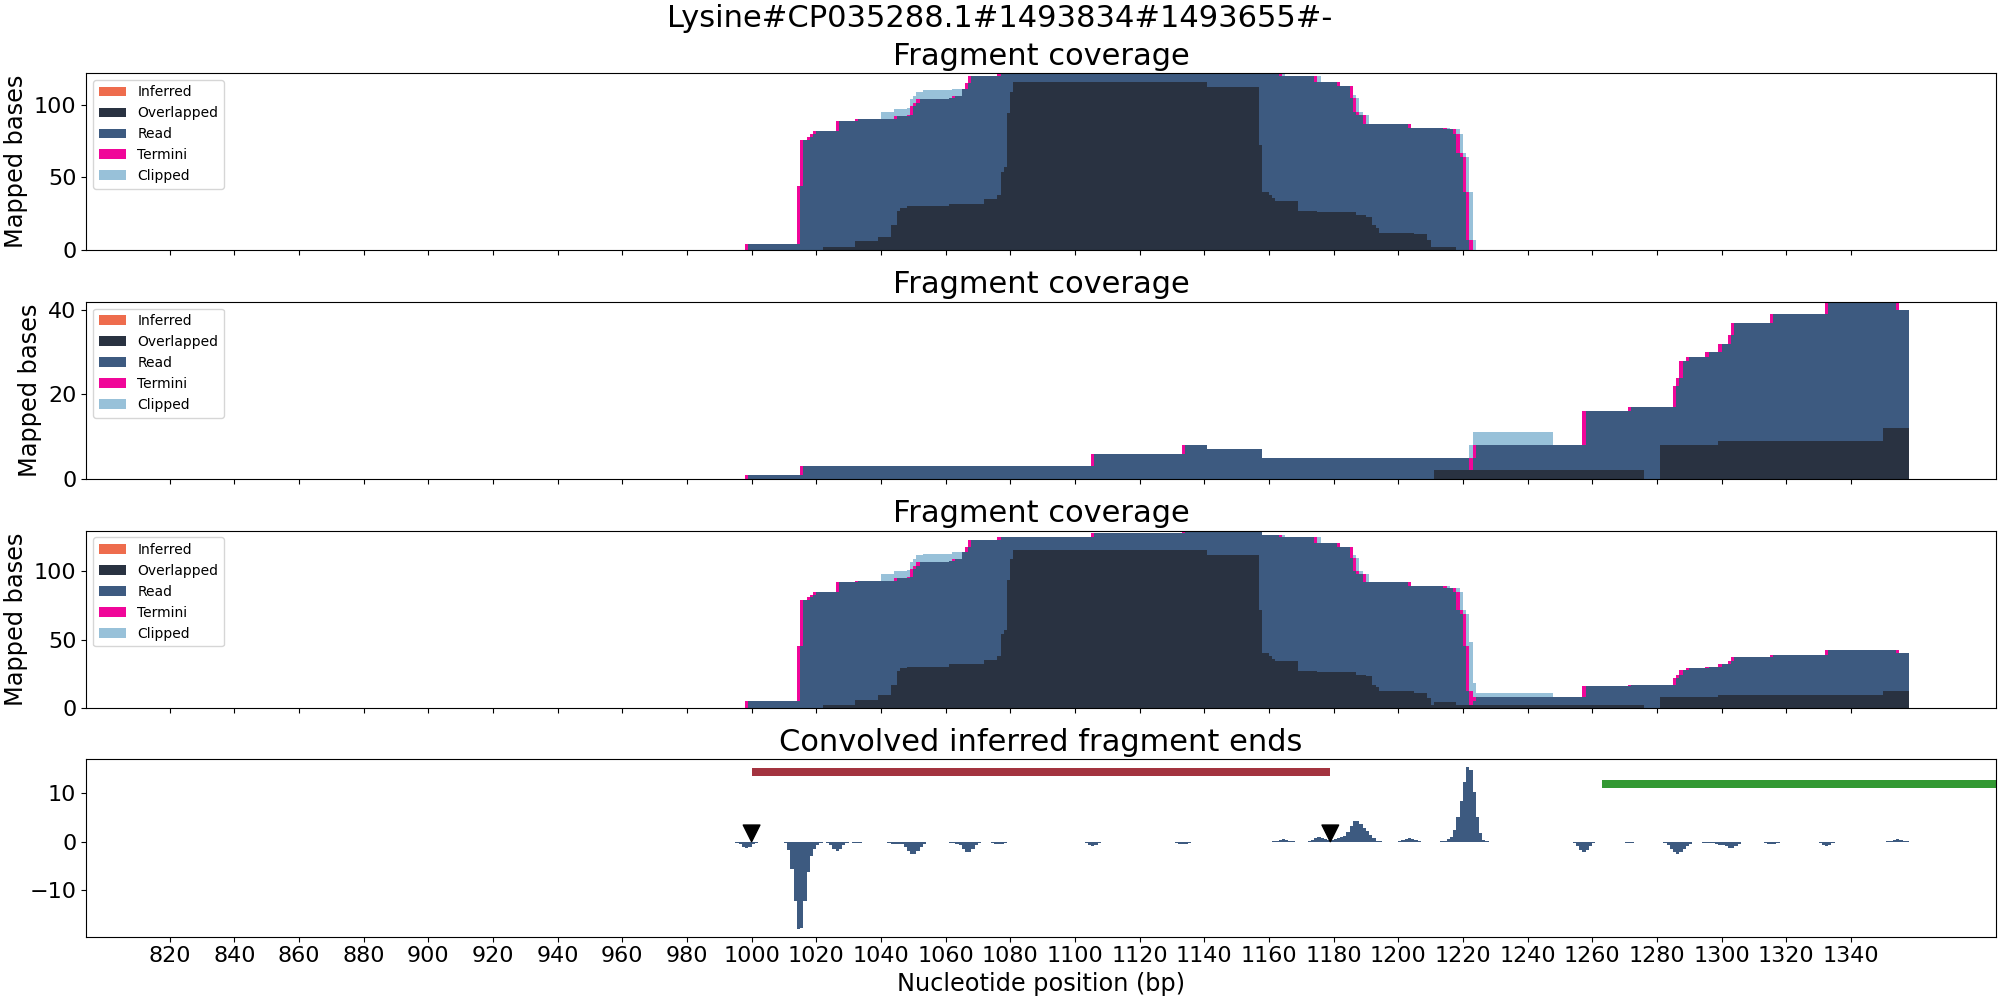 Lysine#CP035288.1#1493834#1493655#-
Fragment coverage
Mapped bases
100
50
0
Inferred
Overlapped
Read
Termini
Clipped
Fragment coverage
Mapped bases
40
20
0
Inferred
Overlapped
Read
Termini
Clipped
Fragment coverage
Mapped bases
100
50
0
Inferred
Overlapped
Read
Termini
Clipped
Convolved inferred fragment ends
10
0
−10
820 840 860 880 900 920 940 960 980 1000 1020 1040 1060 1080 1100 1120 1140 1160 1180 1200 1220 1240 1260 1280 1300 1320 1340
Nucleotide position (bp)